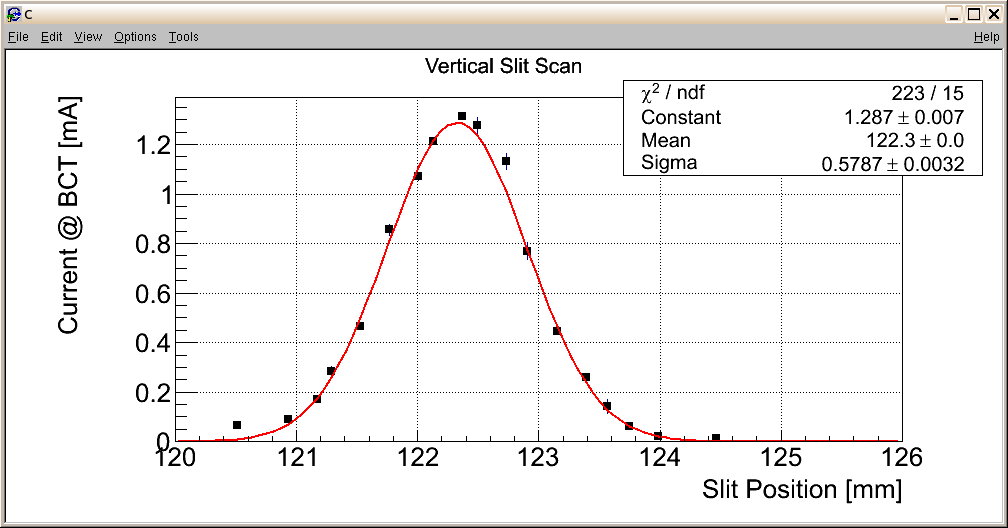 C
File Edit View Options Tools Help
Vertical Slit Scan
χ2 / ndf 223 / 15
Constant 1.287 ± 0.007
Mean 122.3 ± 0.0
Sigma 0.5787 ± 0.0032
Current @ BCT [mA]
1.2
1
0.8
0.6
0.4
0.2
0
120 121 122 123 124 125 126
Slit Position [mm]